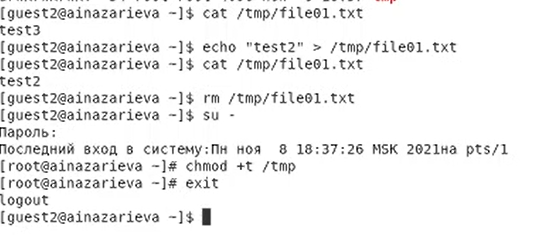 tmp
[guest2@ainazarieva ~]$ cat /tmp/file01.txt
test3
[guest2@ainazarieva ~]$ echo "test2" > /tmp/file01.txt
[guest2@ainazarieva ~]$ cat /tmp/file01.txt
test2
[guest2@ainazarieva ~]$ rm /tmp/file01.txt
[guest2@ainazarieva ~]$ su -
Пароль:
Последний вход в систему:Пн ноя  8 18:37:26 MSK 2021на pts/1
[root@ainazarieva ~]# chmod +t /tmp
[root@ainazarieva ~]# exit
logout
[guest2@ainazarieva ~]$